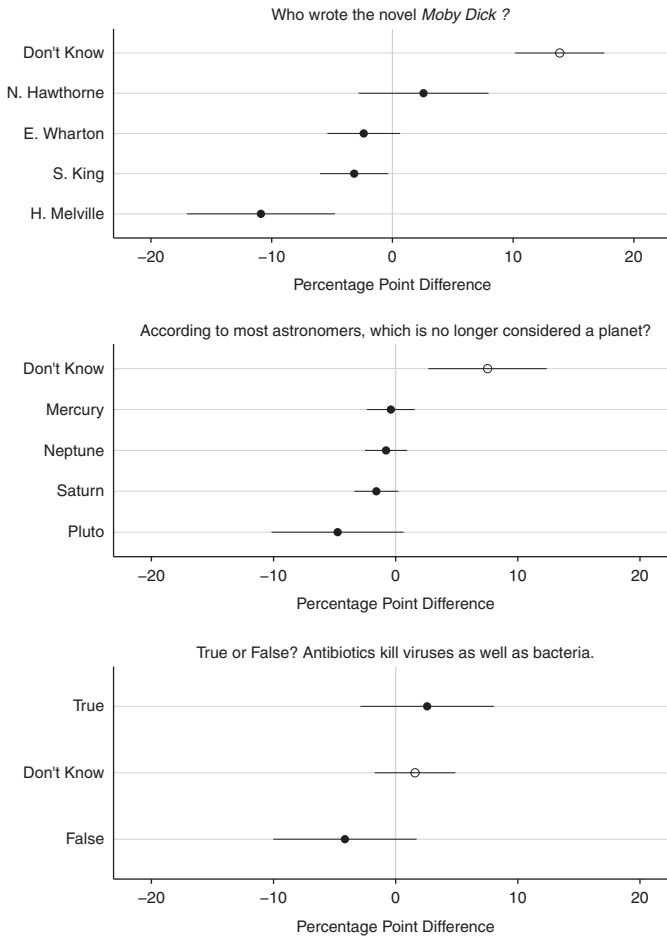 Who wrote the novel Moby Dick ?
Don't Know
N. Hawthorne
E. Wharton
S. King
H. Melville
−20 −10 0 10 20
Percentage Point Difference
According to most astronomers, which is no longer considered a planet?
Don't Know
Mercury
Neptune
Saturn
Pluto
−20 −10 0 10 20
Percentage Point Difference
True or False? Antibiotics kill viruses as well as bacteria.
True
Don't Know
False
−20 −10 0 10 20
Percentage Point Difference